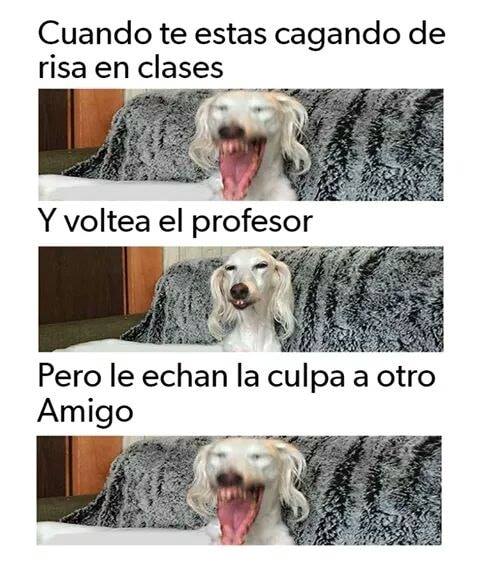 Cuando te estas cagando de
risa en clases
Y voltea el profesor
Pero le echan la culpa a otro
Amigo